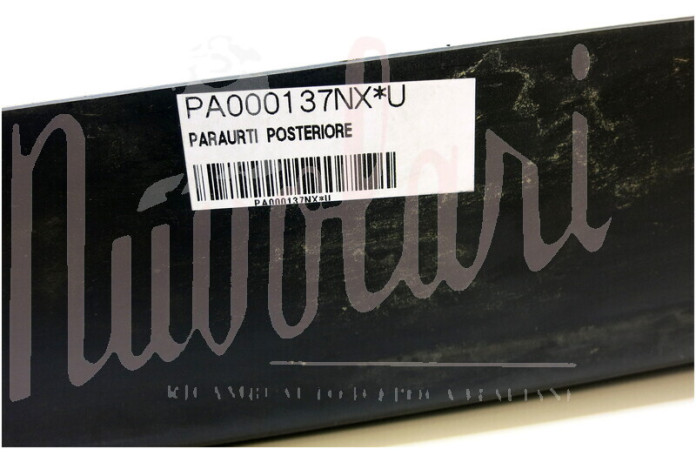 PA000137NX*U
PARAURTI POSTERIORE
PA000137NX*U
Nuvolari